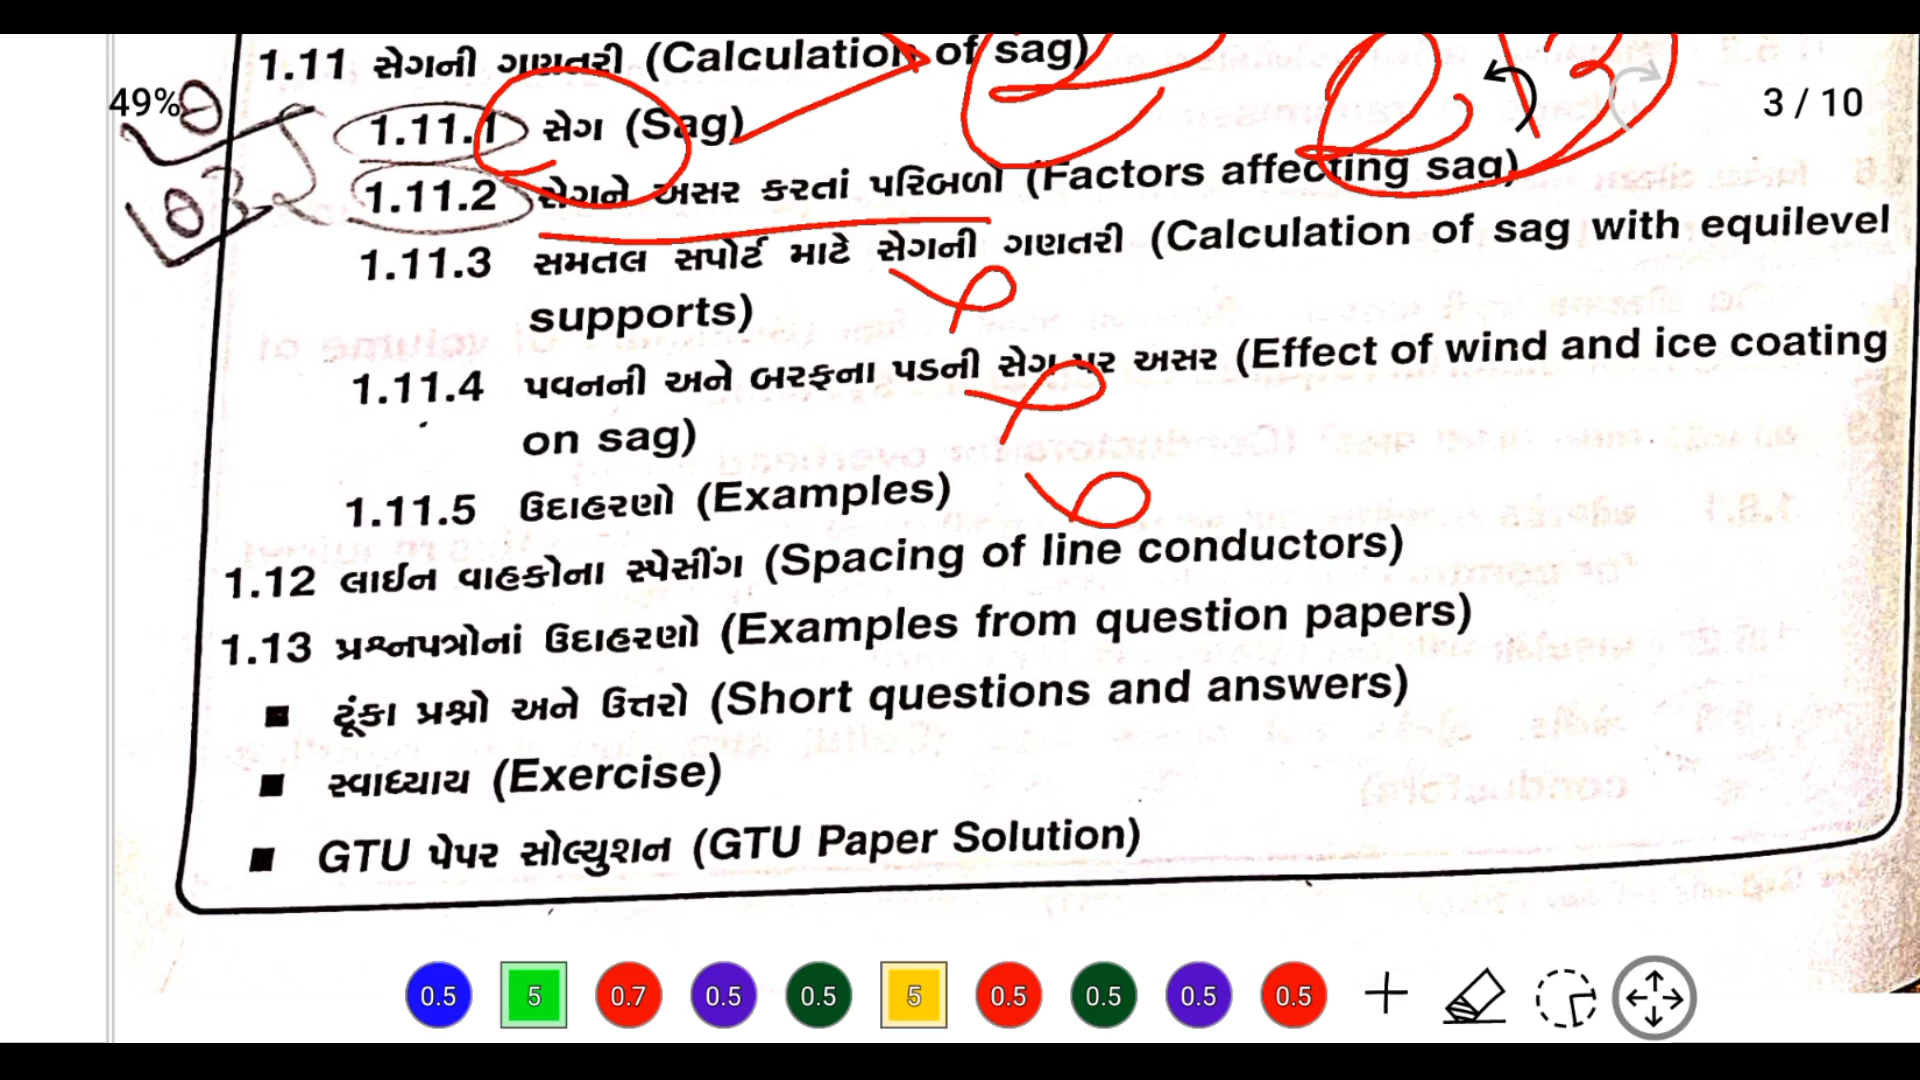 1.11 સેગની ગણતરી (Calculation of sag)
49%
1.11.1 સેગ (Sag)
3 / 10
1.11.2 સેગને અસર કરતાં પરિબળો (Factors affecting sag)
1.11.3 સમતલ સપોર્ટ માટે સેગની ગણતરી (Calculation of sag with equilevel
supports)
1.11.4 પવનની અને બરફના પડની સેગ પર અસર (Effect of wind and ice coating
on sag)
1.11.5 ઉદાહરણો (Examples)
1.12 લાઈન વાહકોના સ્પેસીંગ (Spacing of line conductors)
1.13 પ્રશ્નપત્રોનાં ઉદાહરણો (Examples from question papers)
■ ટૂંકા પ્રશ્નો અને ઉત્તરો (Short questions and answers)
■ સ્વાધ્યાય (Exercise)
■ GTU પેપર સોલ્યુશન (GTU Paper Solution)
0.5 5 0.7 0.5 0.5 5 0.5 0.5 0.5 0.5